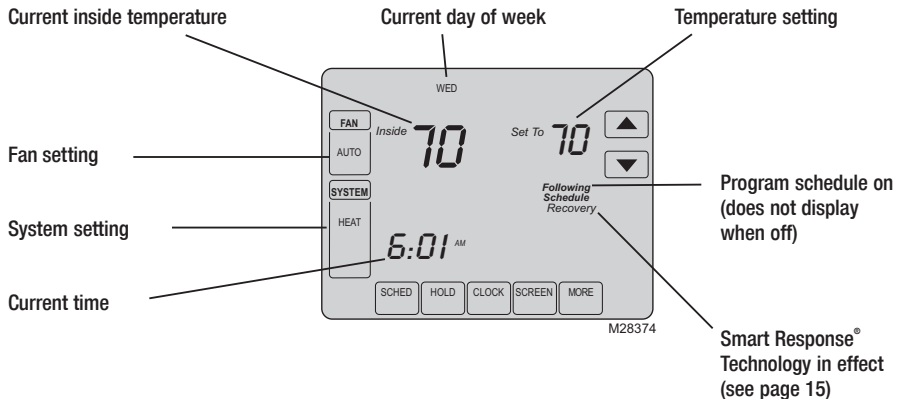 Current inside temperature
Current day of week
Temperature setting
WED
FAN
AUTO
Inside
70
Set To
70
Fan setting
SYSTEM
HEAT
System setting
Following
Schedule
Recovery
Program schedule on
(does not display
when off)
6:01 AM
Current time
SCHED
HOLD
CLOCK
SCREEN
MORE
M28374
Smart Response®
Technology in effect
(see page 15)